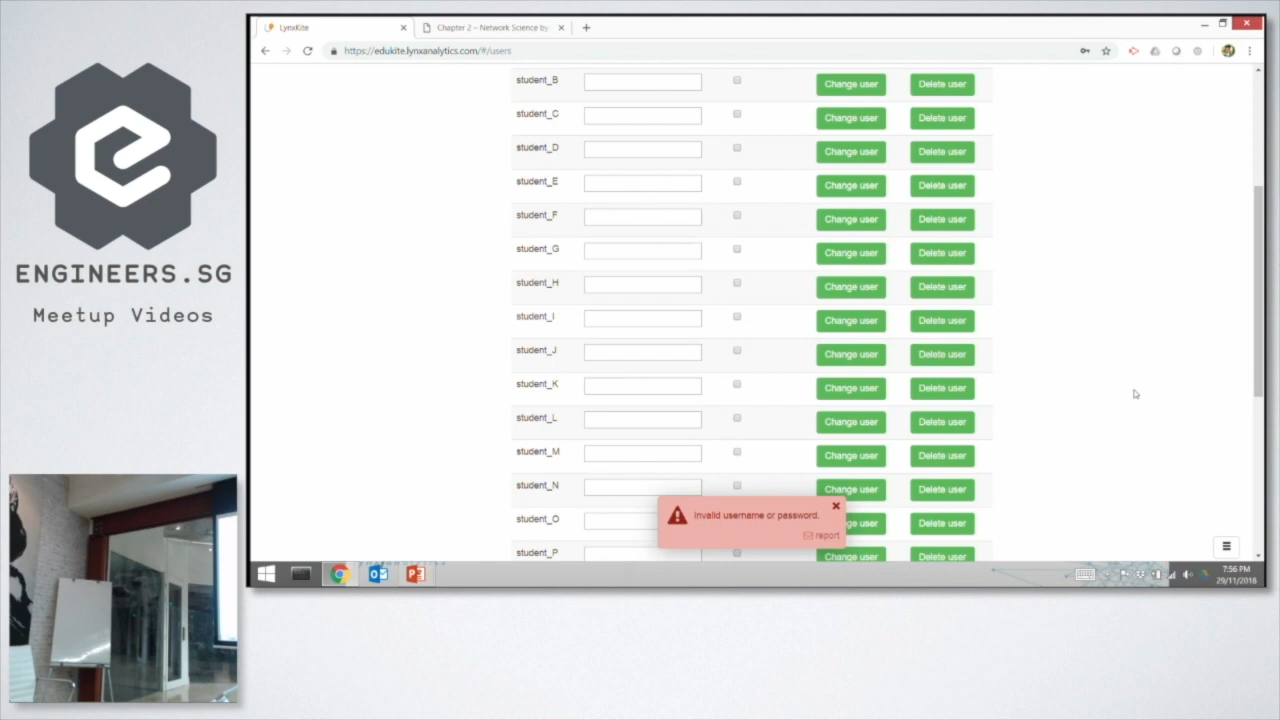 LynxKite
Chapter 2 – Network Science by
https://edukite.lynxanalytics.com/#/users
student_B Change user Delete user
student_C Change user Delete user
student_D Change user Delete user
student_E Change user Delete user
student_F Change user Delete user
student_G Change user Delete user
student_H Change user Delete user
student_I Change user Delete user
student_J Change user Delete user
student_K Change user Delete user
student_L Change user Delete user
student_M Change user Delete user
student_N Change user Delete user
student_O ge user Delete user
student_P Change user Delete user
Invalid username or password.
report
7:56 PM
29/11/2018
ENGINEERS.SG
Meetup Videos